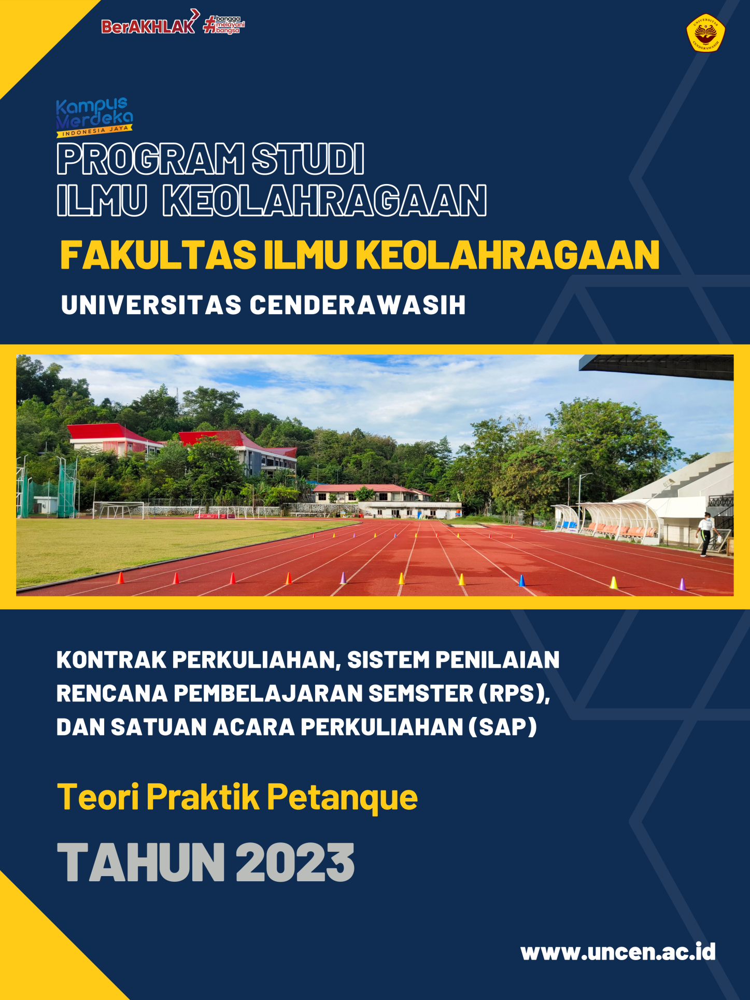 BerAKHLAK
#bangga
melayani
bangsa
UNIVERSITAS
CENDERAWASIH
Kampus
Merdeka
INDONESIA JAYA
PROGRAM STUDI
ILMU KEOLAHRAGAAN
FAKULTAS ILMU KEOLAHRAGAAN
UNIVERSITAS CENDERAWASIH
KONTRAK PERKULIAHAN, SISTEM PENILAIAN
RENCANA PEMBELAJARAN SEMSTER (RPS),
DAN SATUAN ACARA PERKULIAHAN (SAP)
Teori Praktik Petanque
TAHUN 2023
www.uncen.ac.id